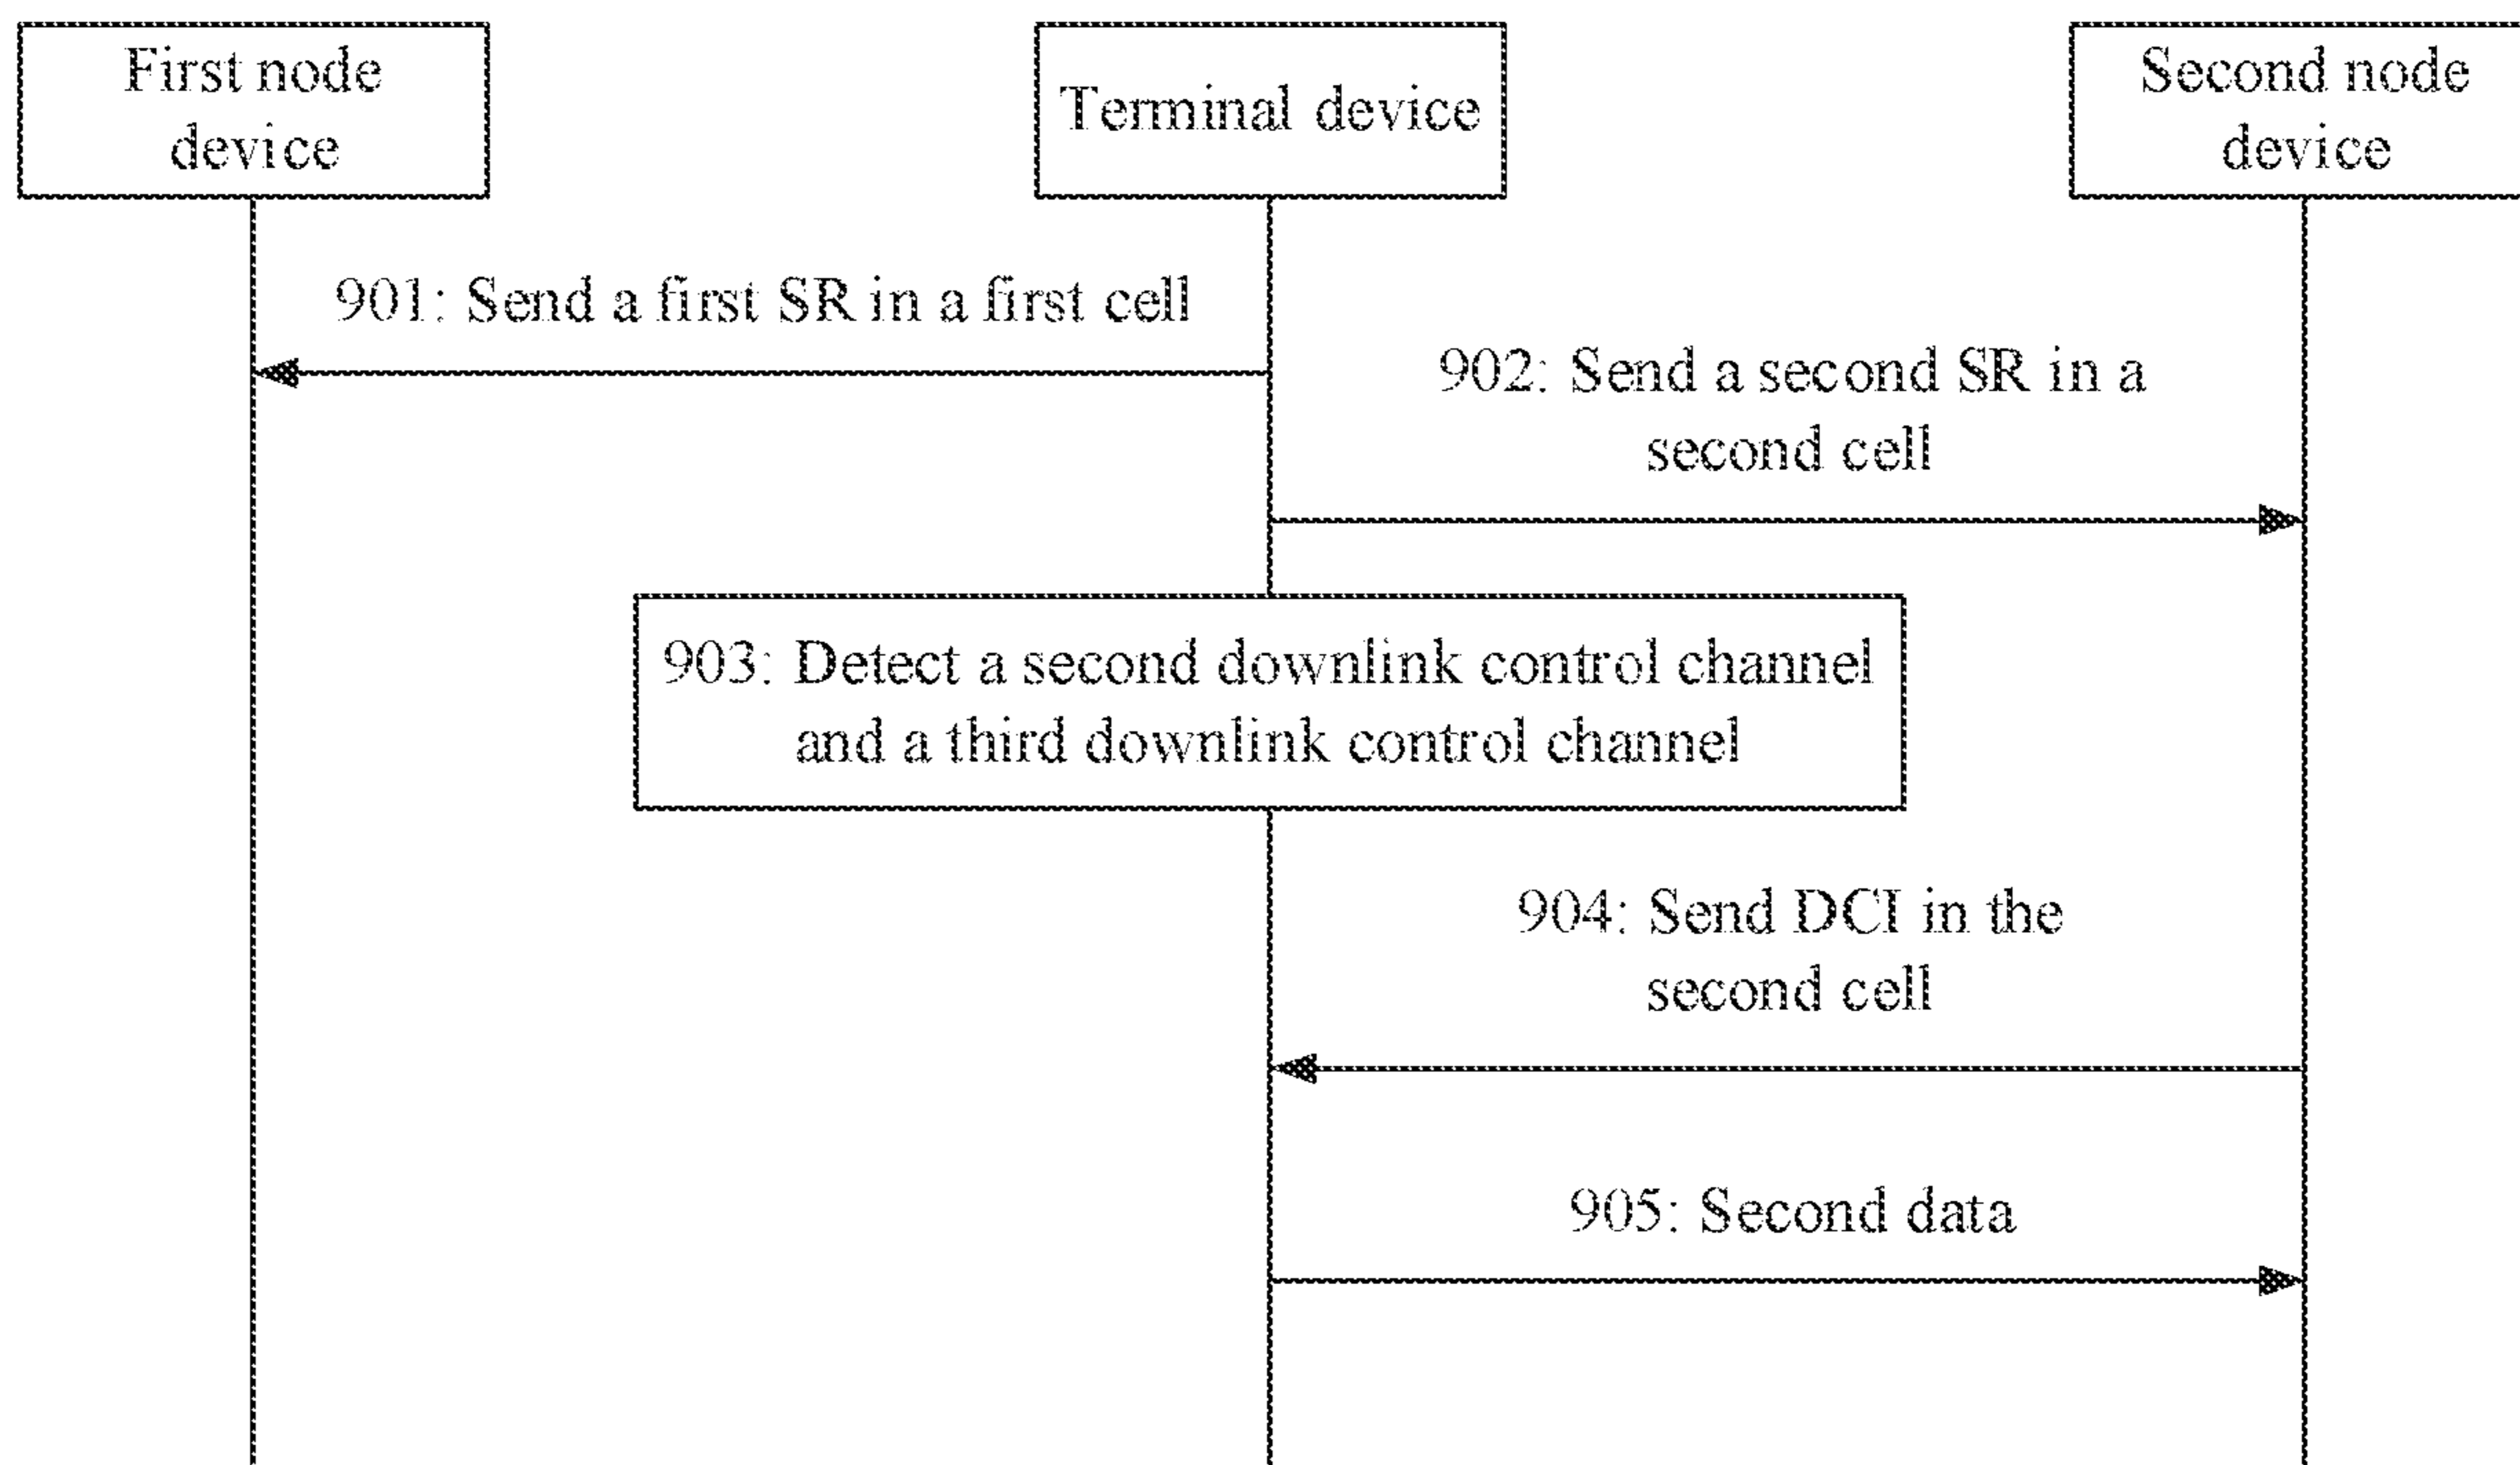 First node
device
Terminal device
Second node
device
901: Send a first SR in a first cell
902: Send a second SR in a
second cell
903: Detect a second downlink control channel
and a third downlink control channel
904: Send DCI in the
second cell
905: Second data